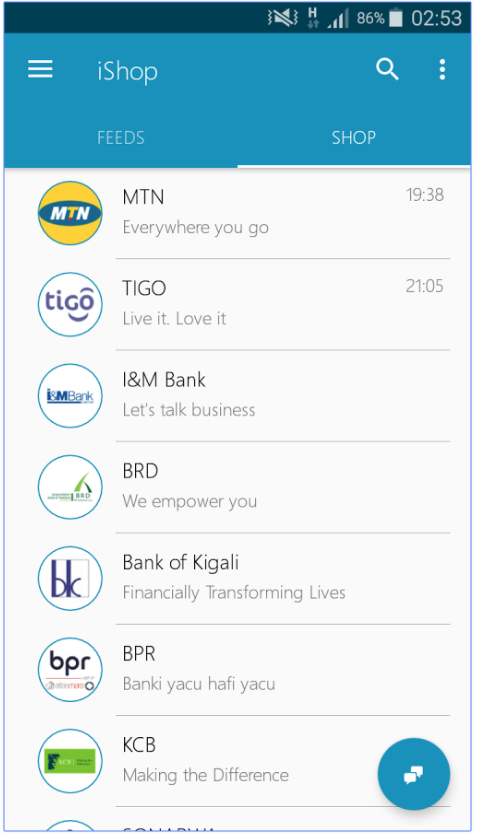 H 86% 02:53
iShop
FEEDS SHOP
MTN MTN 19:38
Everywhere you go
tigo TIGO 21:05
Live it. Love it
I&MBank I&M Bank
Let's talk business
BRD BRD
We empower you
bk Bank of Kigali
Financially Transforming Lives
bpr BPR
atlasmara Banki yacu hafi yacu
KCB KCB
Making the Difference